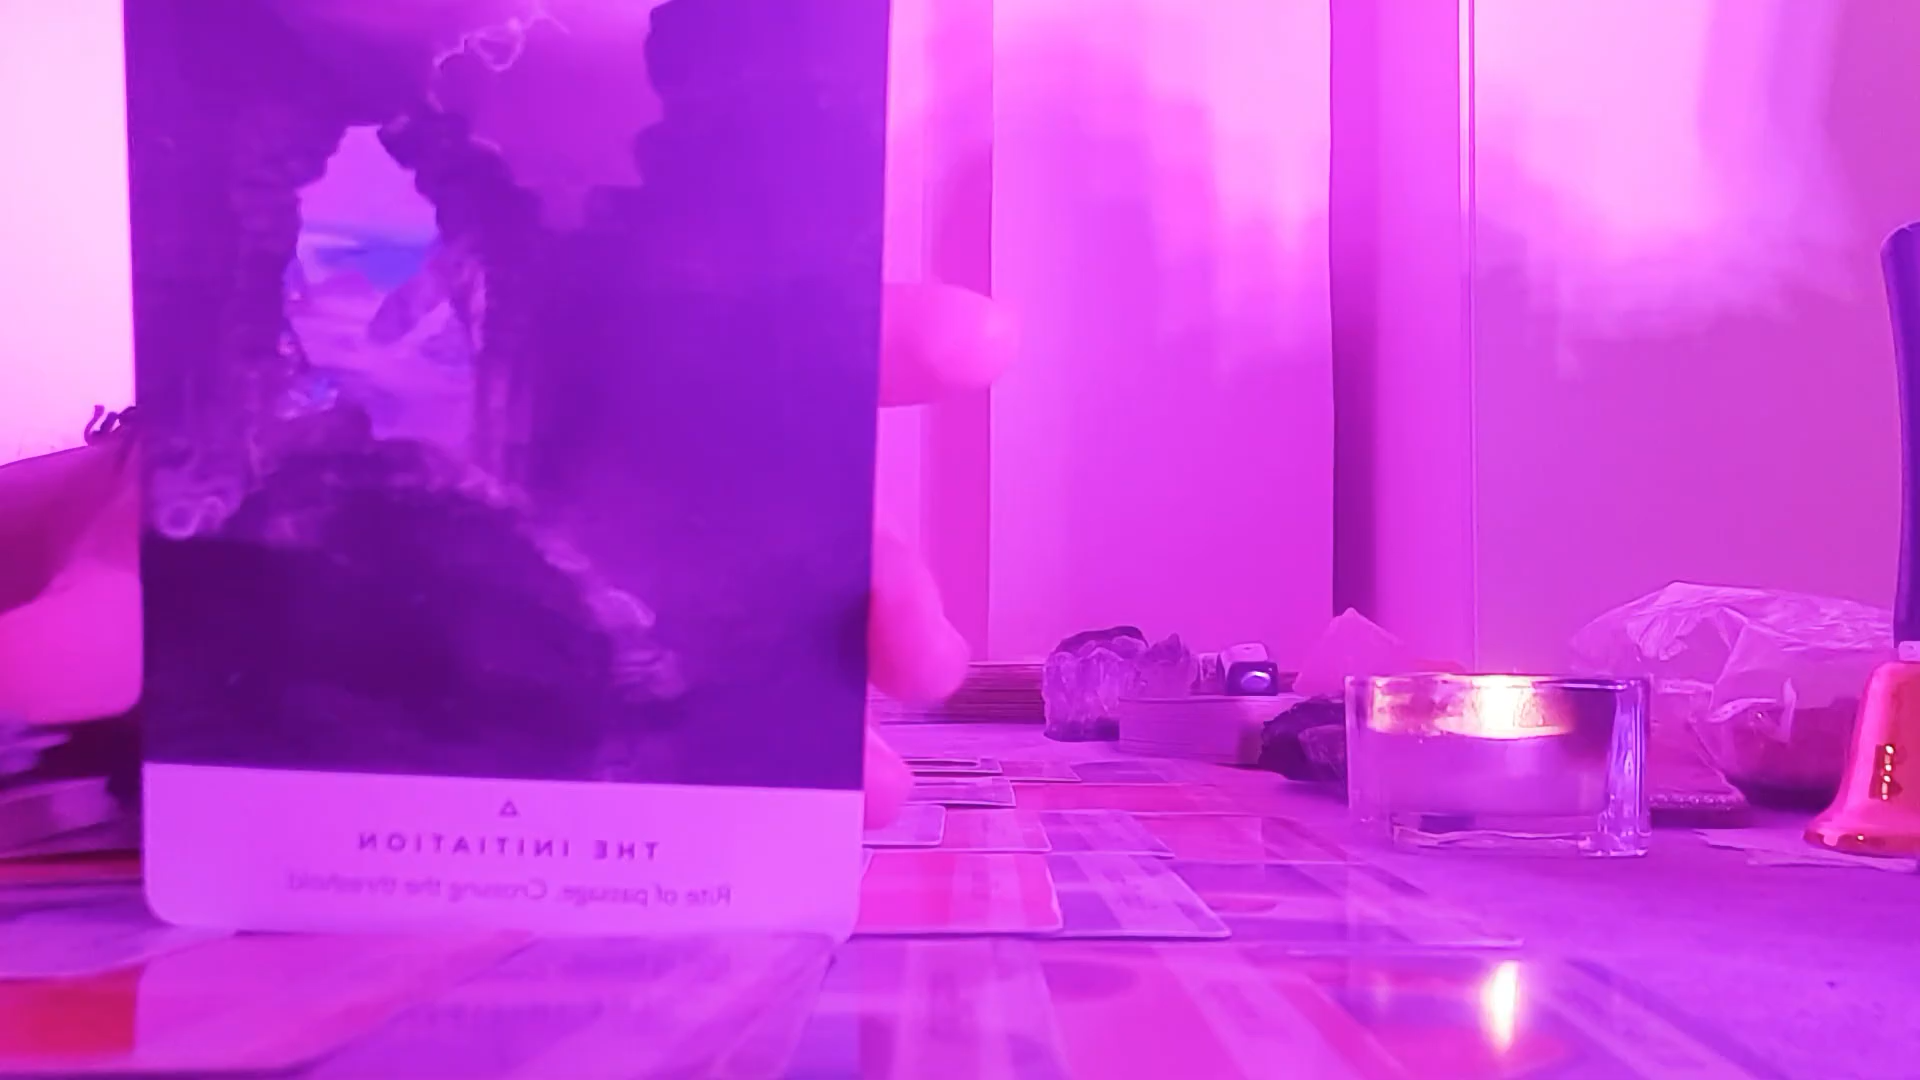 THE INITIATION
Rite of passage. Crossing the threshold.